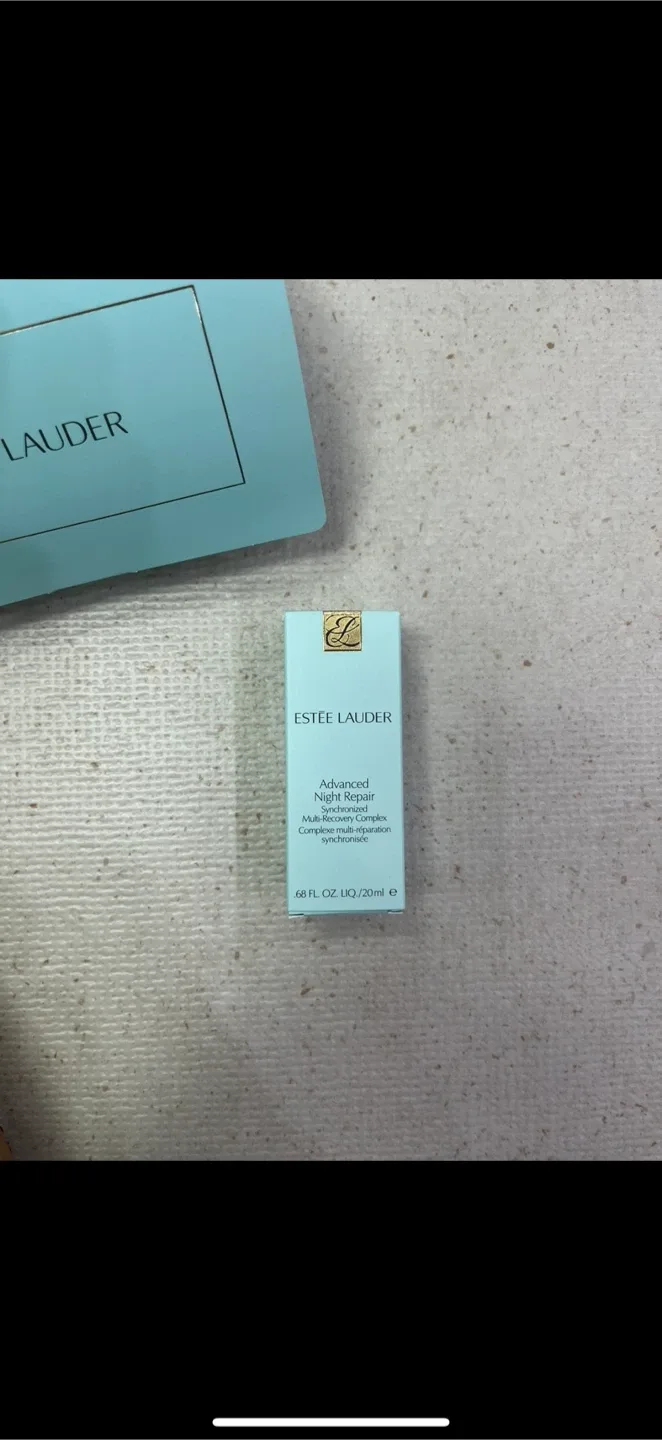 LAUDER
EL
ESTĒE LAUDER
Advanced
Night Repair
Synchronized
Multi-Recovery Complex
Complexe multi-réparation
synchronisée
.68 FL. OZ. LIQ./20 ml ℮